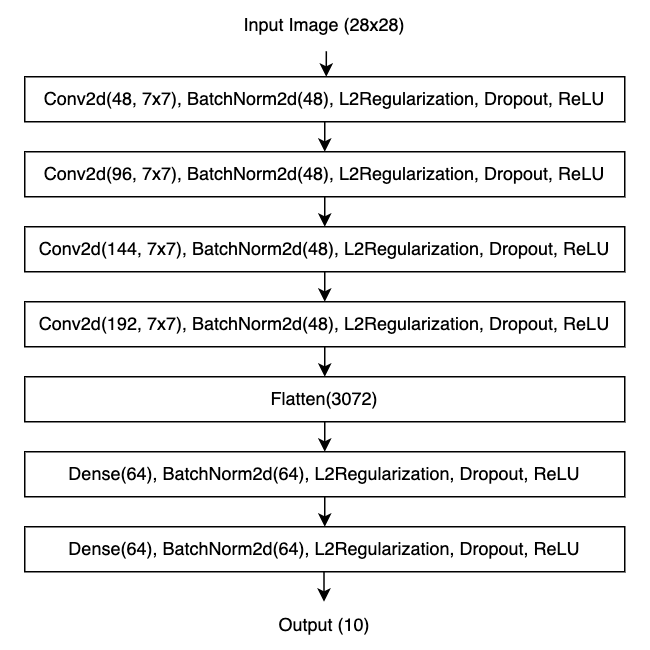 Input Image (28x28)
Conv2d(48, 7x7), BatchNorm2d(48), L2Regularization, Dropout, ReLU
Conv2d(96, 7x7), BatchNorm2d(48), L2Regularization, Dropout, ReLU
Conv2d(144, 7x7), BatchNorm2d(48), L2Regularization, Dropout, ReLU
Conv2d(192, 7x7), BatchNorm2d(48), L2Regularization, Dropout, ReLU
Flatten(3072)
Dense(64), BatchNorm2d(64), L2Regularization, Dropout, ReLU
Dense(64), BatchNorm2d(64), L2Regularization, Dropout, ReLU
Output (10)